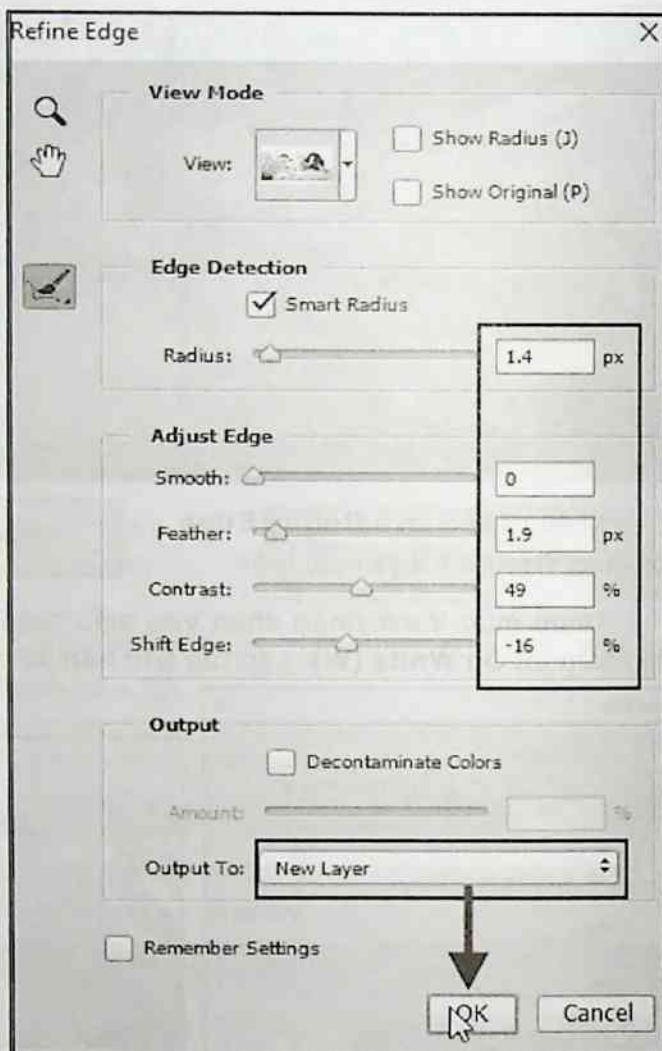 Refine Edge
View Mode
View:
Show Radius (J)
Show Original (P)
Edge Detection
Smart Radius
Radius: 1.4 px
Adjust Edge
Smooth: 0
Feather: 1.9 px
Contrast: 49 %
Shift Edge: -16 %
Output
Decontaminate Colors
Amount: %
Output To: New Layer
Remember Settings
OK Cancel